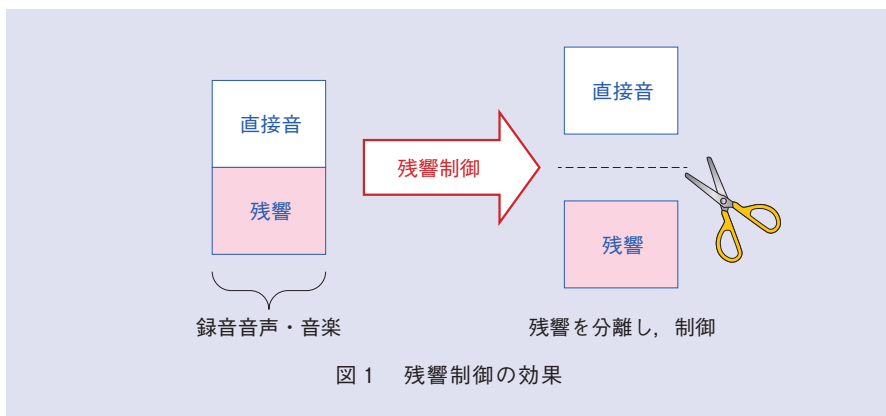 直接音
残響
録音音声・音楽
残響制御
直接音
残響
残響を分離し，制御
図1　残響制御の効果